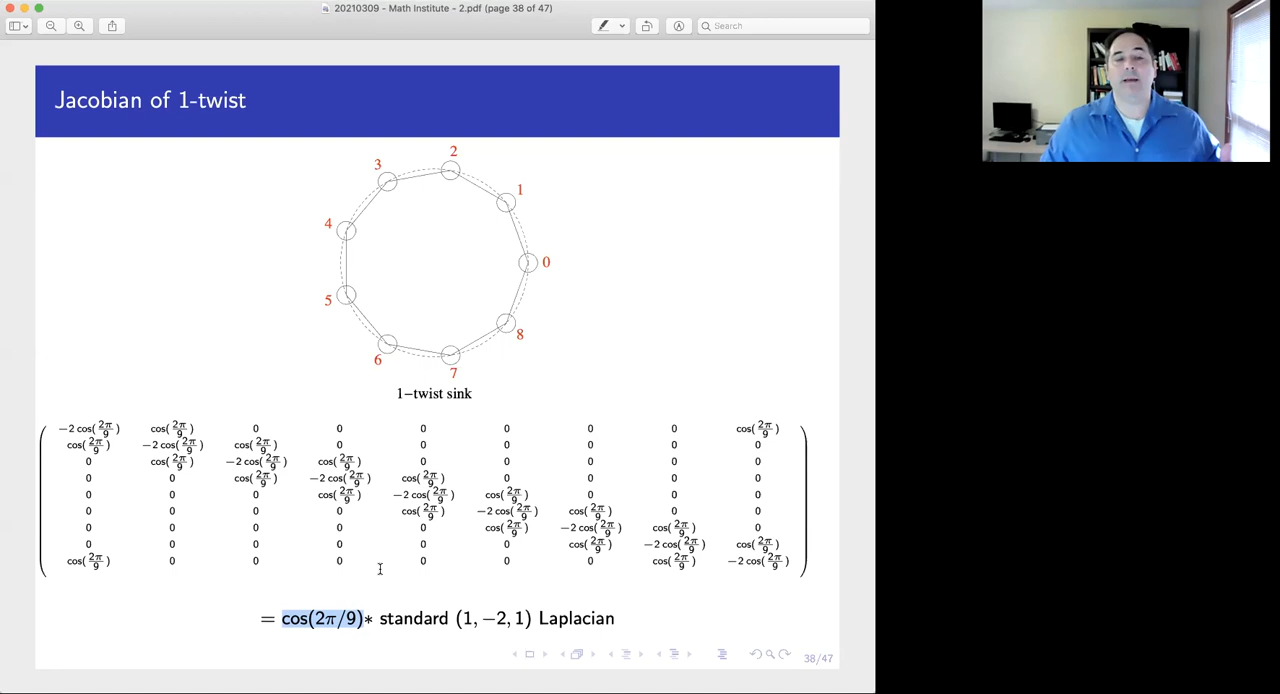 20210309 - Math Institute - 2.pdf (page 38 of 47)
Search
Jacobian of 1-twist
2
3
1
4
0
5
8
6
7
1−twist sink
−2 cos(2π/9) cos(2π/9) 0 0 0 0 0 0 cos(2π/9)
cos(2π/9) −2 cos(2π/9) cos(2π/9) 0 0 0 0 0 0
0 cos(2π/9) −2 cos(2π/9) cos(2π/9) 0 0 0 0 0
0 0 cos(2π/9) −2 cos(2π/9) cos(2π/9) 0 0 0 0
0 0 0 cos(2π/9) −2 cos(2π/9) cos(2π/9) 0 0 0
0 0 0 0 cos(2π/9) −2 cos(2π/9) cos(2π/9) 0 0
0 0 0 0 0 cos(2π/9) −2 cos(2π/9) cos(2π/9) 0
0 0 0 0 0 0 cos(2π/9) −2 cos(2π/9) cos(2π/9)
cos(2π/9) 0 0 0 0 0 0 cos(2π/9) −2 cos(2π/9)
= cos(2π/9)∗ standard (1, −2, 1) Laplacian
38/47